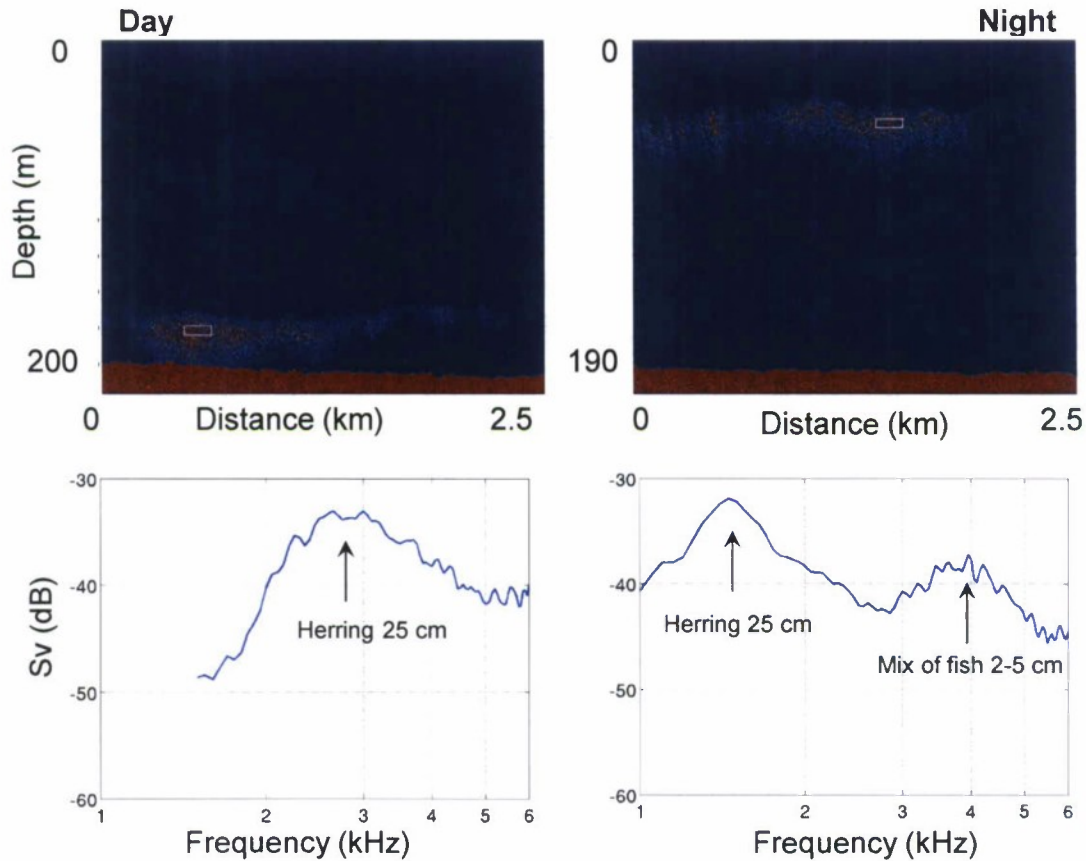 Day
Night
0
0
Depth (m)
200
190
0
Distance (km)
2.5
0
Distance (km)
2.5
-30
-40
-50
-60
Sv (dB)
Herring 25 cm
1
2
3
4
5
6
Frequency (kHz)
-30
-40
-50
-60
Herring 25 cm
Mix of fish 2-5 cm
1
2
3
4
5
6
Frequency (kHz)